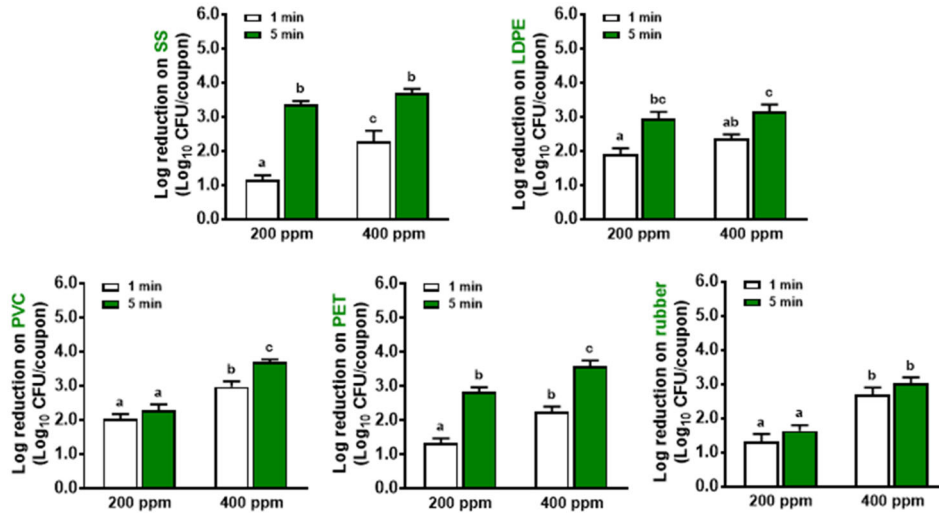 Log reduction on SS
(Log10 CFU/coupon)
6.0
5.0
4.0
3.0
2.0
1.0
0.0
1 min
5 min
a
b
c
b
200 ppm
400 ppm
Log reduction on LDPE
(Log10 CFU/coupon)
6.0
5.0
4.0
3.0
2.0
1.0
0.0
1 min
5 min
a
bc
ab
c
200 ppm
400 ppm
Log reduction on PVC
(Log10 CFU/coupon)
6.0
5.0
4.0
3.0
2.0
1.0
0.0
1 min
5 min
a
a
b
c
200 ppm
400 ppm
Log reduction on PET
(Log10 CFU/coupon)
6.0
5.0
4.0
3.0
2.0
1.0
0.0
1 min
5 min
a
b
b
c
200 ppm
400 ppm
Log reduction on rubber
(Log10 CFU/coupon)
6.0
5.0
4.0
3.0
2.0
1.0
0.0
1 min
5 min
a
a
b
b
200 ppm
400 ppm